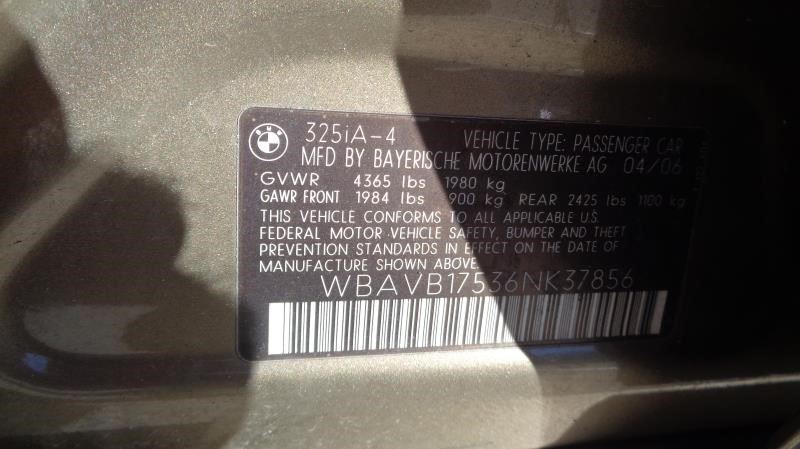 BMW
325iA-4 VEHICLE TYPE: PASSENGER CAR
MFD BY BAYERISCHE MOTORENWERKE AG 04/06
GVWR 4365 lbs 1980 kg
GAWR FRONT 1984 lbs 900 kg REAR 2425 lbs 1100 kg
THIS VEHICLE CONFORMS TO ALL APPLICABLE U.S.
FEDERAL MOTOR VEHICLE SAFETY, BUMPER AND THEFT
PREVENTION STANDARDS IN EFFECT ON THE DATE OF
MANUFACTURE SHOWN ABOVE
WBAVB17536NK37856